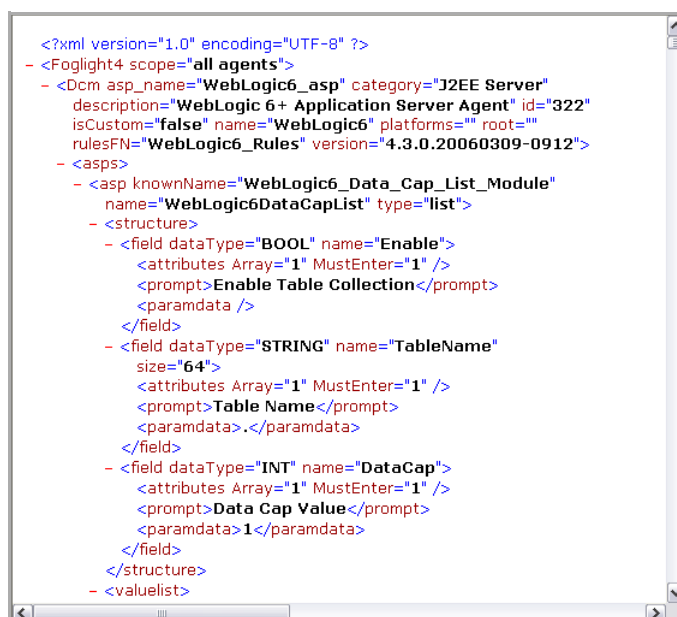 <?xml version="1.0" encoding="UTF-8" ?>
- <Foglight4 scope="all agents">
- <Dcm asp_name="WebLogic6_asp" category="J2EE Server"
description="WebLogic 6+ Application Server Agent" id="322"
isCustom="false" name="WebLogic6" platforms="" root=""
rulesFN="WebLogic6_Rules" version="4.3.0.20060309-0912">
- <asps>
- <asp knownName="WebLogic6_Data_Cap_List_Module"
name="WebLogic6DataCapList" type="list">
- <structure>
- <field dataType="BOOL" name="Enable">
<attributes Array="1" MustEnter="1" />
<prompt>Enable Table Collection</prompt>
<paramdata />
</field>
- <field dataType="STRING" name="TableName"
size="64">
<attributes Array="1" MustEnter="1" />
<prompt>Table Name</prompt>
<paramdata>.</paramdata>
</field>
- <field dataType="INT" name="DataCap">
<attributes Array="1" MustEnter="1" />
<prompt>Data Cap Value</prompt>
<paramdata>1</paramdata>
</field>
</structure>
- <valuelist>